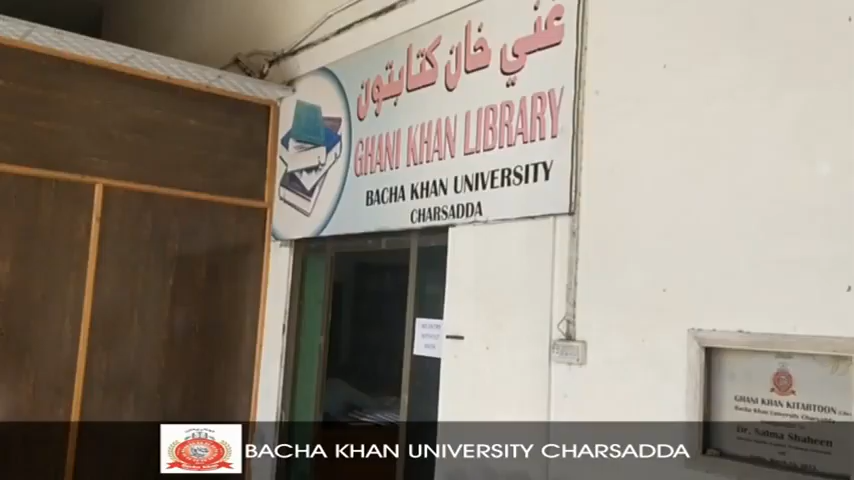 غني خان کتابتون
GHANI KHAN LIBRARY
BACHA KHAN UNIVERSITY
CHARSADDA
GHANI KHAN KITABTOON
Bacha Khan University Charsadda
Dr. Salma Shaheen
BACHA KHAN UNIVERSITY CHARSADDA